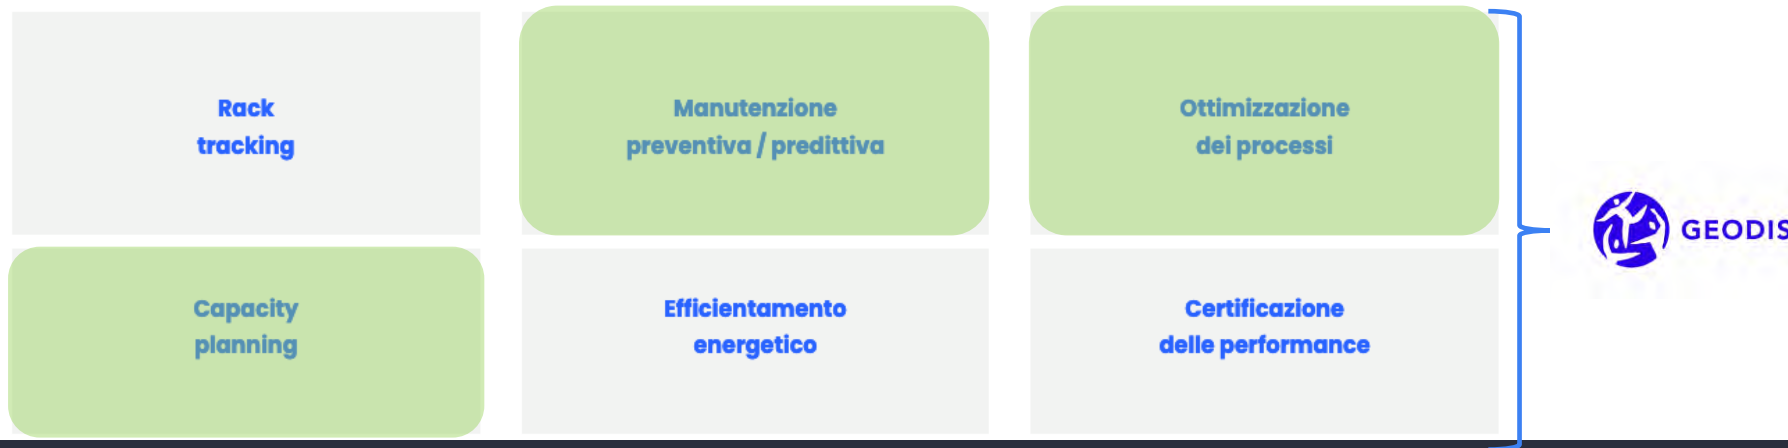 Rack
tracking
Manutenzione
preventiva / predittiva
Ottimizzazione
dei processi
Capacity
planning
Efficientamento
energetico
Certificazione
delle performance
GEODIS